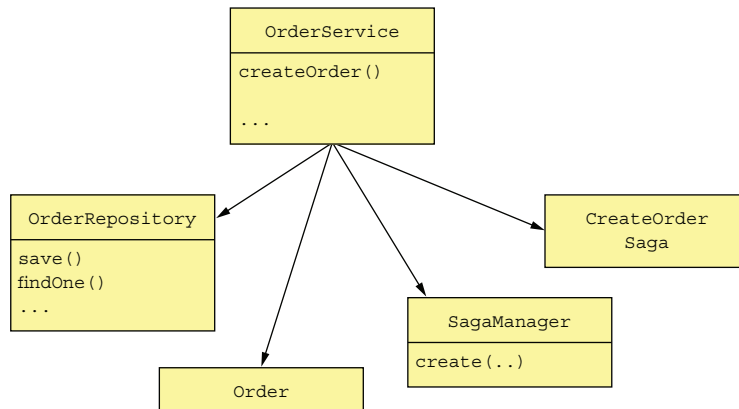 OrderService
createOrder()
...
OrderRepository
save()
findOne()
...
CreateOrder
Saga
SagaManager
create(..)
Order